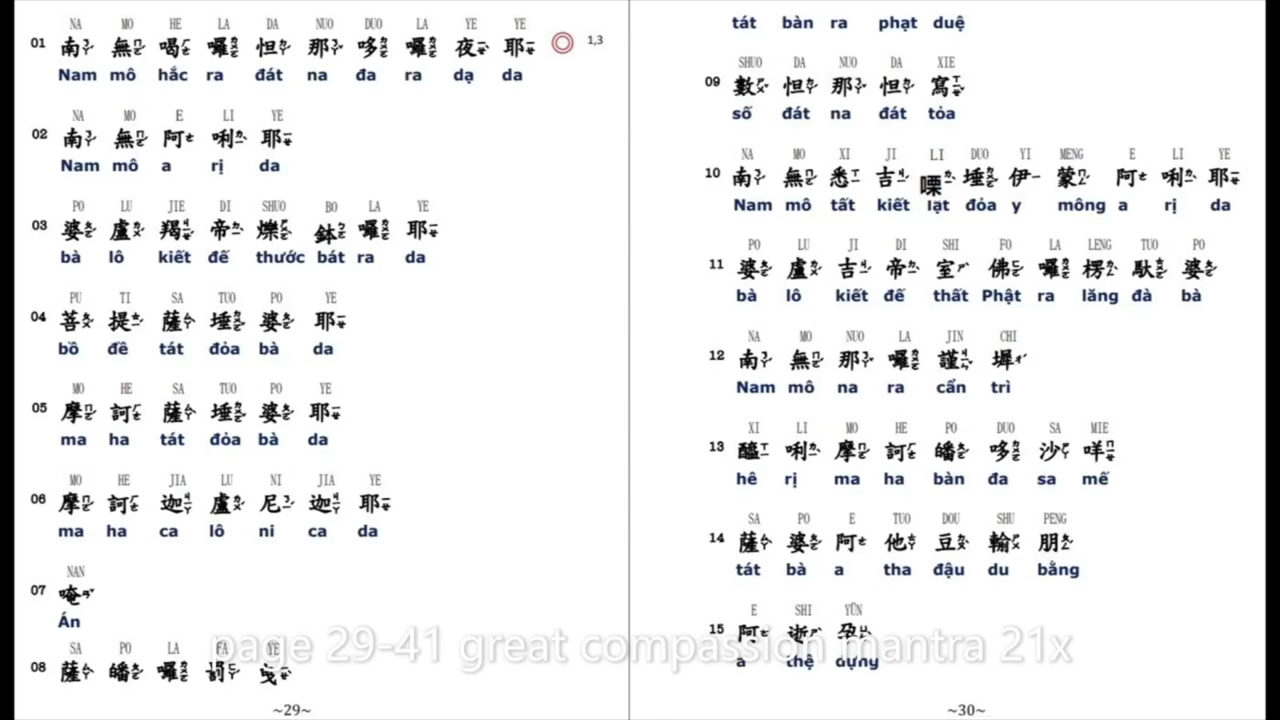 NA MO HE LA DA NUO DUO LA YE YE
01 南無喝囉怛那哆囉夜耶 1,3
Nam mô hắc ra đát na đa ra dạ da
NA MO E LI YE
02 南無阿唎耶
Nam mô a rị da
PO LU JIE DI SHUO BO LA YE
03 婆盧羯帝爍鉢囉耶
bà lô kiết đế thước bát ra da
PU TI SA TUO PO YE
04 菩提薩埵婆耶
bồ đề tát đỏa bà da
MO HE SA TUO PO YE
05 摩訶薩埵婆耶
ma ha tát đỏa bà da
MO HE JIA LU NI JIA YE
06 摩訶迦盧尼迦耶
ma ha ca lô ni ca da
NAN
07 唵
Án
SA PO LA FA YE
08 薩皤囉罰曳
~29~
tát bàn ra phạt duệ
SHUO DA NUO DA XIE
09 數怛那怛寫
số đát na đát tỏa
NA MO XI JI LI DUO YI MENG E LI YE
10 南無悉吉嘌埵伊蒙阿唎耶
Nam mô tất kiết lạt đỏa y mông a rị da
PO LU JI DI SHI FO LA LENG TUO PO
11 婆盧吉帝室佛囉楞馱婆
bà lô kiết đế thất Phật ra lăng đà bà
NA MO NUO LA JIN CHI
12 南無那囉謹墀
Nam mô na ra cẩn trì
XI LI MO HE PO DUO SA MIE
13 醯唎摩訶皤哆沙咩
hê rị ma ha bàn đa sa mế
SA PO E TUO DOU SHU PENG
14 薩婆阿他豆輸朋
tát bà a tha đậu du bằng
E SHI YÜN
15 阿逝孕
a thệ dựng
~30~
page 29-41 great compassion mantra 21x